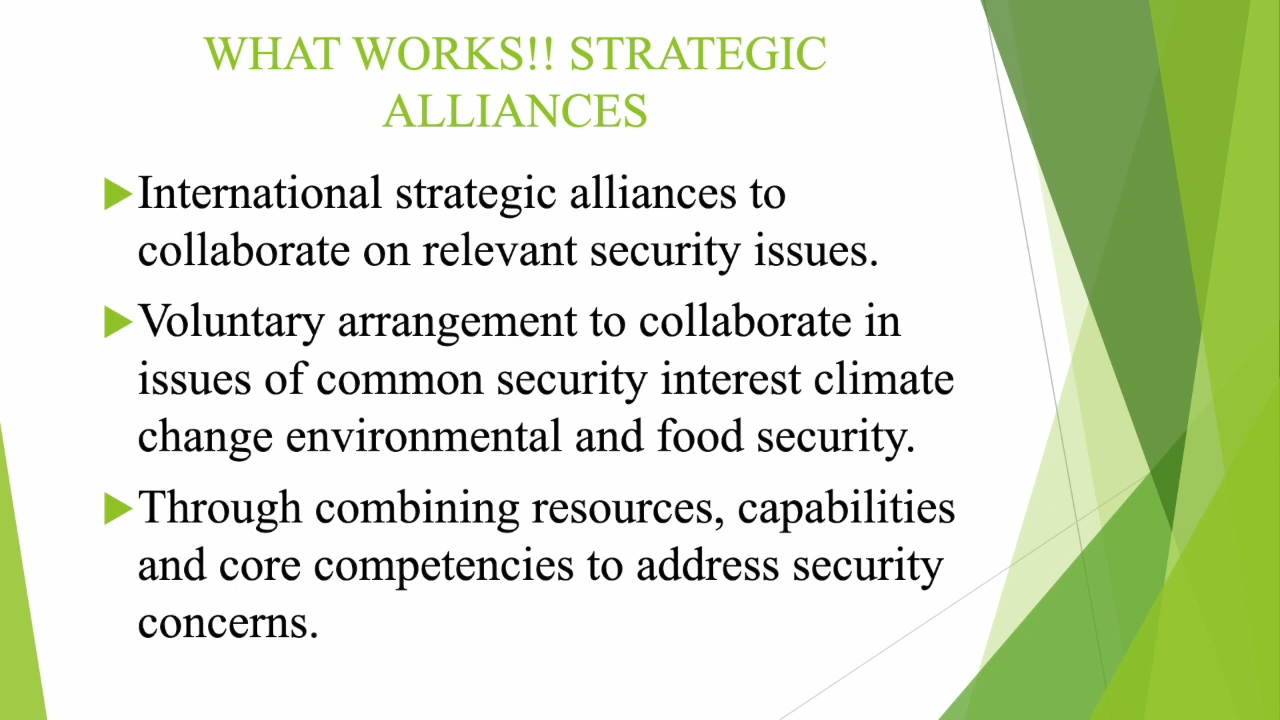 WHAT WORKS!! STRATEGIC
ALLIANCES
International strategic alliances to
collaborate on relevant security issues.
Voluntary arrangement to collaborate in
issues of common security interest climate
change environmental and food security.
Through combining resources, capabilities
and core competencies to address security
concerns.